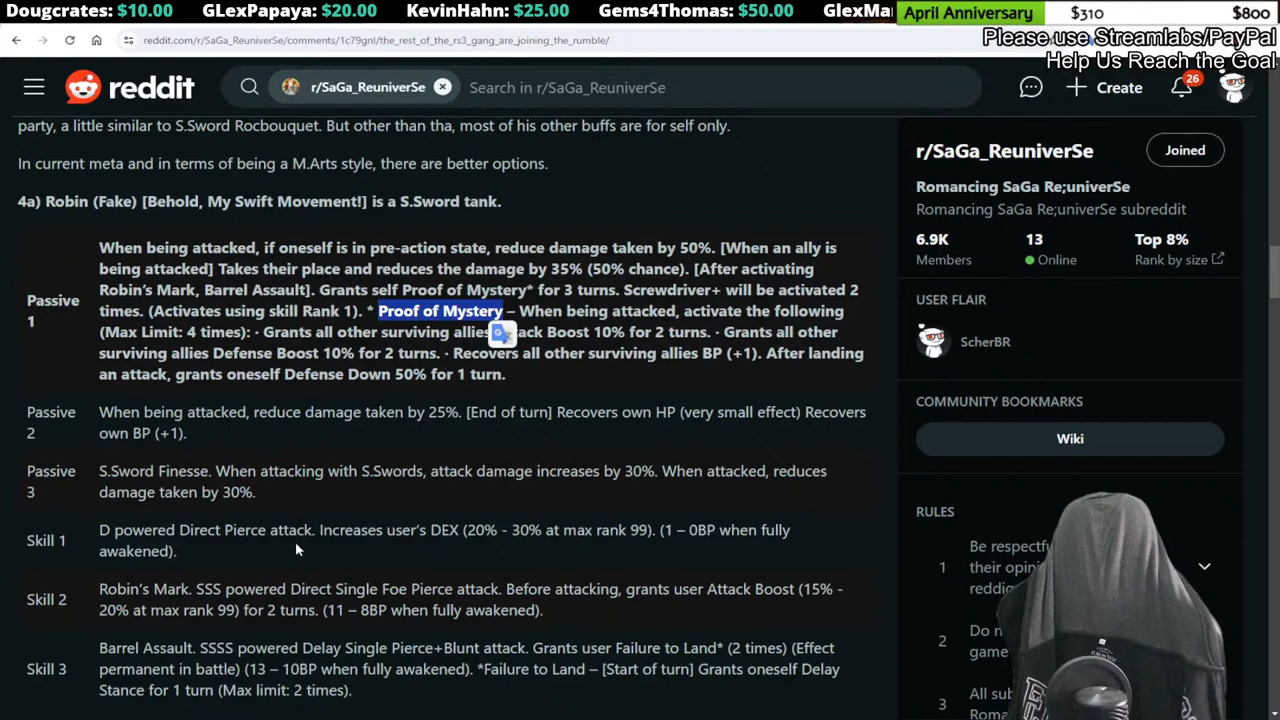 Dougcrates: $10.00 GLexPapaya: $20.00 KevinHahn: $25.00 Gems4Thomas: $50.00 GlexMa
April Anniversary $310 $800
Please use Streamlabs/PayPal
Help Us Reach the Goal
reddit.com/r/SaGa_ReuniverSe/comments/1c79gnl/the_rest_of_the_rs3_gang_are_joining_the_rumble/
reddit
r/SaGa_ReuniverSe
Search in r/SaGa_ReuniverSe
Create
26
party, a little similar to S.Sword Rocbouquet. But other than tha, most of his other buffs are for self only.
In current meta and in terms of being a M.Arts style, there are better options.
4a) Robin (Fake) [Behold, My Swift Movement!] is a S.Sword tank.
Passive 1
When being attacked, if oneself is in pre-action state, reduce damage taken by 50%. [When an ally is
being attacked] Takes their place and reduces the damage by 35% (50% chance). [After activating
Robin's Mark, Barrel Assault]. Grants self Proof of Mystery* for 3 turns. Screwdriver+ will be activated 2
times. (Activates using skill Rank 1). * Proof of Mystery – When being attacked, activate the following
(Max Limit: 4 times): · Grants all other surviving allies ack Boost 10% for 2 turns. · Grants all other
surviving allies Defense Boost 10% for 2 turns. · Recovers all other surviving allies BP (+1). After landing
an attack, grants oneself Defense Down 50% for 1 turn.
Passive 2
When being attacked, reduce damage taken by 25%. [End of turn] Recovers own HP (very small effect) Recovers
own BP (+1).
Passive 3
S.Sword Finesse. When attacking with S.Swords, attack damage increases by 30%. When attacked, reduces
damage taken by 30%.
Skill 1
D powered Direct Pierce attack. Increases user's DEX (20% - 30% at max rank 99). (1 – 0BP when fully
awakened).
Skill 2
Robin's Mark. SSS powered Direct Single Foe Pierce attack. Before attacking, grants user Attack Boost (15% -
20% at max rank 99) for 2 turns. (11 – 8BP when fully awakened).
Skill 3
Barrel Assault. SSSS powered Delay Single Pierce+Blunt attack. Grants user Failure to Land* (2 times) (Effect
permanent in battle) (13 – 10BP when fully awakened). *Failure to Land – [Start of turn] Grants oneself Delay
Stance for 1 turn (Max limit: 2 times).
r/SaGa_ReuniverSe
Joined
Romancing SaGa Re;univerSe
Romancing SaGa Re;univerSe subreddit
6.9K 13 Top 8%
Members Online Rank by size
USER FLAIR
ScherBR
COMMUNITY BOOKMARKS
Wiki
RULES
1 Be respectf
their opini
reddi
2 Do n
game
3 All sub
Roma